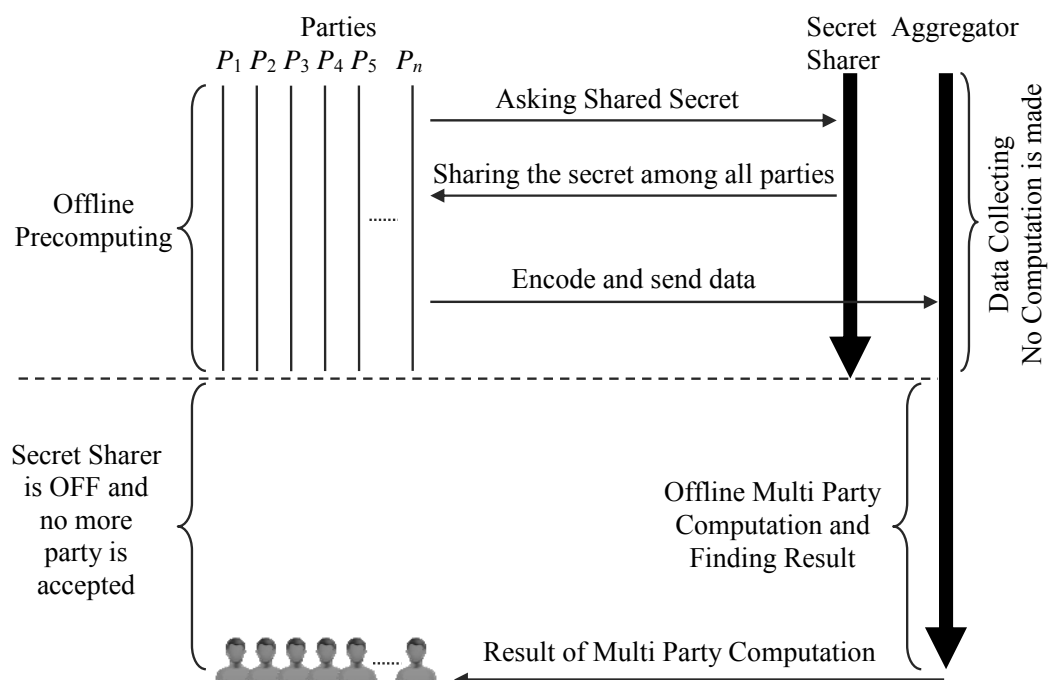 Parties
P1 P2 P3 P4 P5 Pn
Secret
Sharer
Aggregator
Asking Shared Secret
Sharing the secret among all parties
Encode and send data
Offline
Precomputing
Data Collecting
No Computation is made
Secret Sharer
is OFF and
no more
party is
accepted
Offline Multi Party
Computation and
Finding Result
Result of Multi Party Computation